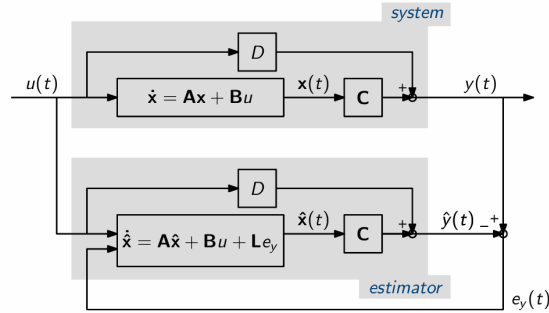 system
D
u(t)
ẋ = Ax + Bu
x(t)
C
+
y(t)
D
x̂̇ = Ax̂ + Bu + Le_y
x̂(t)
C
+
ŷ(t)
−
+
estimator
e_y(t)